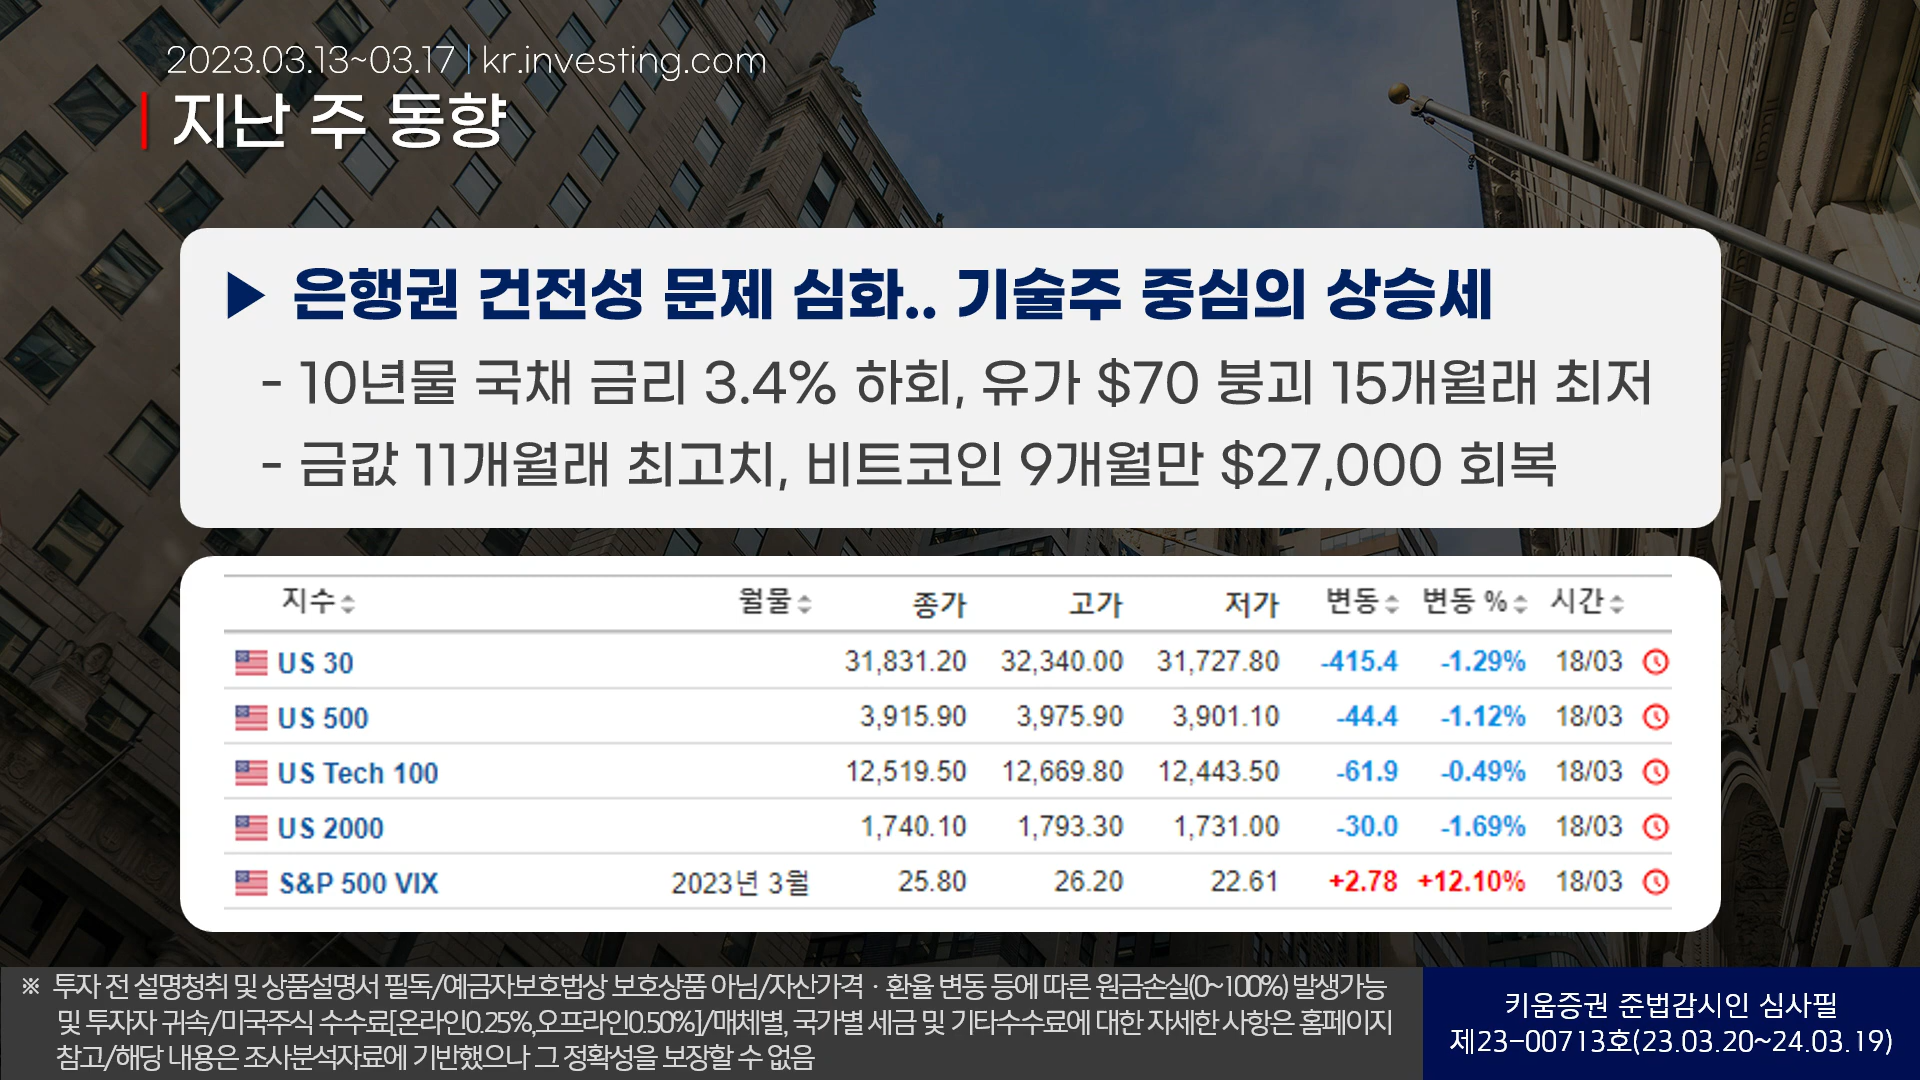 2023.03.13~03.17 | kr.investing.com
지난 주 동향
▶ 은행권 건전성 문제 심화.. 기술주 중심의 상승세
- 10년물 국채 금리 3.4% 하회, 유가 $70 붕괴 15개월래 최저
- 금값 11개월래 최고치, 비트코인 9개월만 $27,000 회복
지수 월물 종가 고가 저가 변동 변동 % 시간
US 30 31,831.20 32,340.00 31,727.80 -415.4 -1.29% 18/03
US 500 3,915.90 3,975.90 3,901.10 -44.4 -1.12% 18/03
US Tech 100 12,519.50 12,669.80 12,443.50 -61.9 -0.49% 18/03
US 2000 1,740.10 1,793.30 1,731.00 -30.0 -1.69% 18/03
S&P 500 VIX 2023년 3월 25.80 26.20 22.61 +2.78 +12.10% 18/03
※ 투자 전 설명청취 및 상품설명서 필독/예금자보호법상 보호상품 아님/자산가격 · 환율 변동 등에 따른 원금손실(0~100%) 발생가능
및 투자자 귀속/미국주식 수수료[온라인0.25%,오프라인0.50%]/매체별, 국가별 세금 및 기타수수료에 대한 자세한 사항은 홈페이지
참고/해당 내용은 조사분석자료에 기반했으나 그 정확성을 보장할 수 없음
키움증권 준법감시인 심사필
제23-00713호(23.03.20~24.03.19)